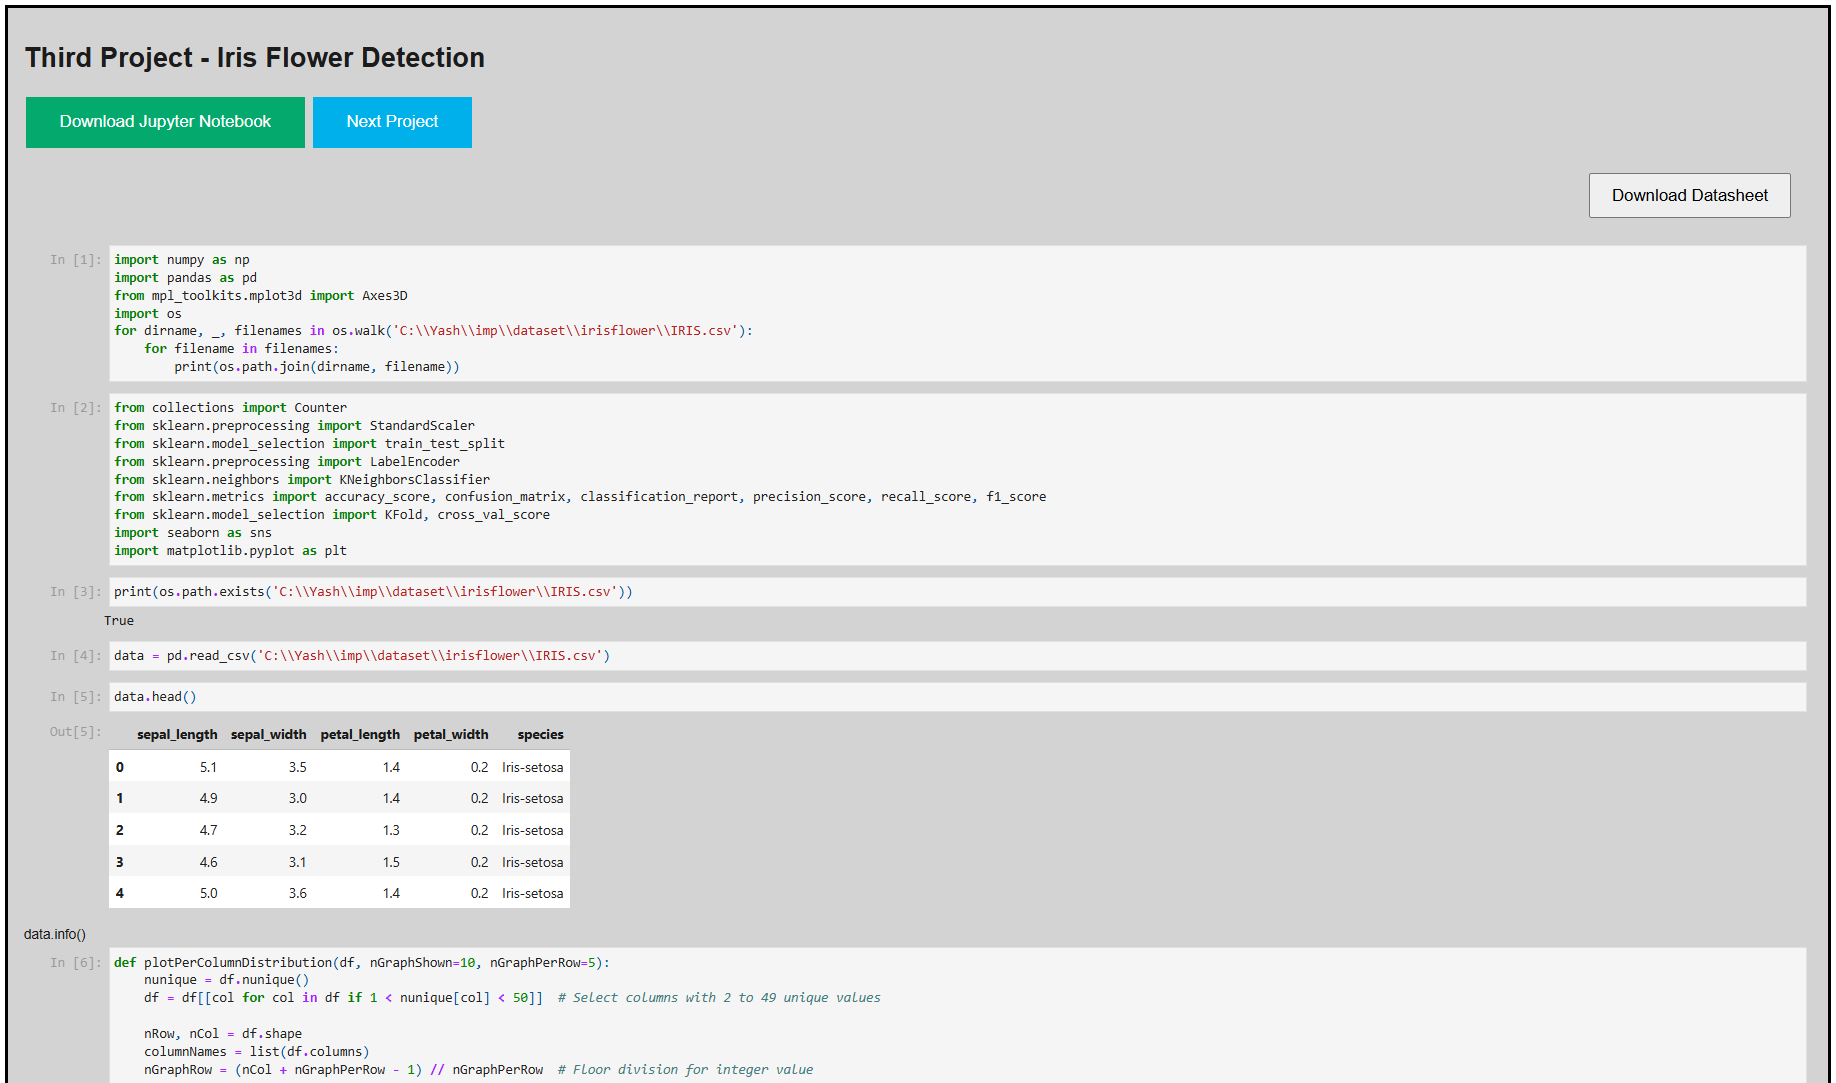 Third Project - Iris Flower Detection
Download Jupyter Notebook Next Project
Download Datasheet
In [1]: import numpy as np
import pandas as pd
from mpl_toolkits.mplot3d import Axes3D
import os
for dirname, _, filenames in os.walk('C:\\Yash\\imp\\dataset\\irisflower\\IRIS.csv'):
    for filename in filenames:
        print(os.path.join(dirname, filename))
In [2]: from collections import Counter
from sklearn.preprocessing import StandardScaler
from sklearn.model_selection import train_test_split
from sklearn.preprocessing import LabelEncoder
from sklearn.neighbors import KNeighborsClassifier
from sklearn.metrics import accuracy_score, confusion_matrix, classification_report, precision_score, recall_score, f1_score
from sklearn.model_selection import KFold, cross_val_score
import seaborn as sns
import matplotlib.pyplot as plt
In [3]: print(os.path.exists('C:\\Yash\\imp\\dataset\\irisflower\\IRIS.csv'))
True
In [4]: data = pd.read_csv('C:\\Yash\\imp\\dataset\\irisflower\\IRIS.csv')
In [5]: data.head()
Out[5]: sepal_length sepal_width petal_length petal_width species
0 5.1 3.5 1.4 0.2 Iris-setosa
1 4.9 3.0 1.4 0.2 Iris-setosa
2 4.7 3.2 1.3 0.2 Iris-setosa
3 4.6 3.1 1.5 0.2 Iris-setosa
4 5.0 3.6 1.4 0.2 Iris-setosa
data.info()
In [6]: def plotPerColumnDistribution(df, nGraphShown=10, nGraphPerRow=5):
    nunique = df.nunique()
    df = df[[col for col in df if 1 < nunique[col] < 50]]  # Select columns with 2 to 49 unique values
    nRow, nCol = df.shape
    columnNames = list(df.columns)
    nGraphRow = (nCol + nGraphPerRow - 1) // nGraphPerRow  # Floor division for integer value